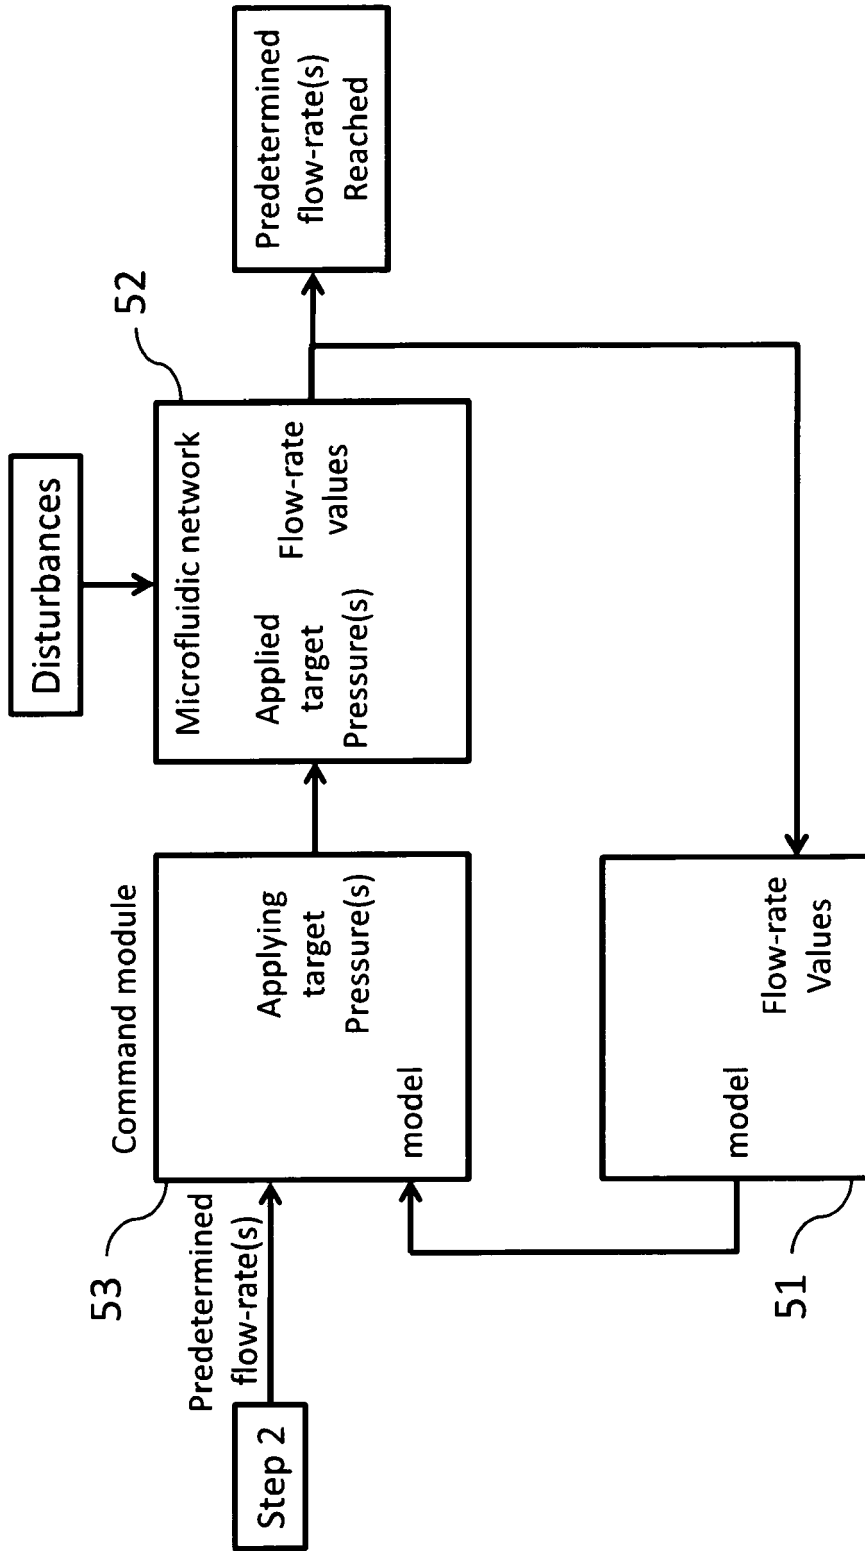 Step 2
Predetermined
flow-rate(s)
53
Command module
Applying
target
Pressure(s)
model
Disturbances
52
Microfluidic network
Applied
target
Pressure(s)
Flow-rate
values
Predetermined
flow-rate(s)
Reached
51
model
Flow-rate
Values